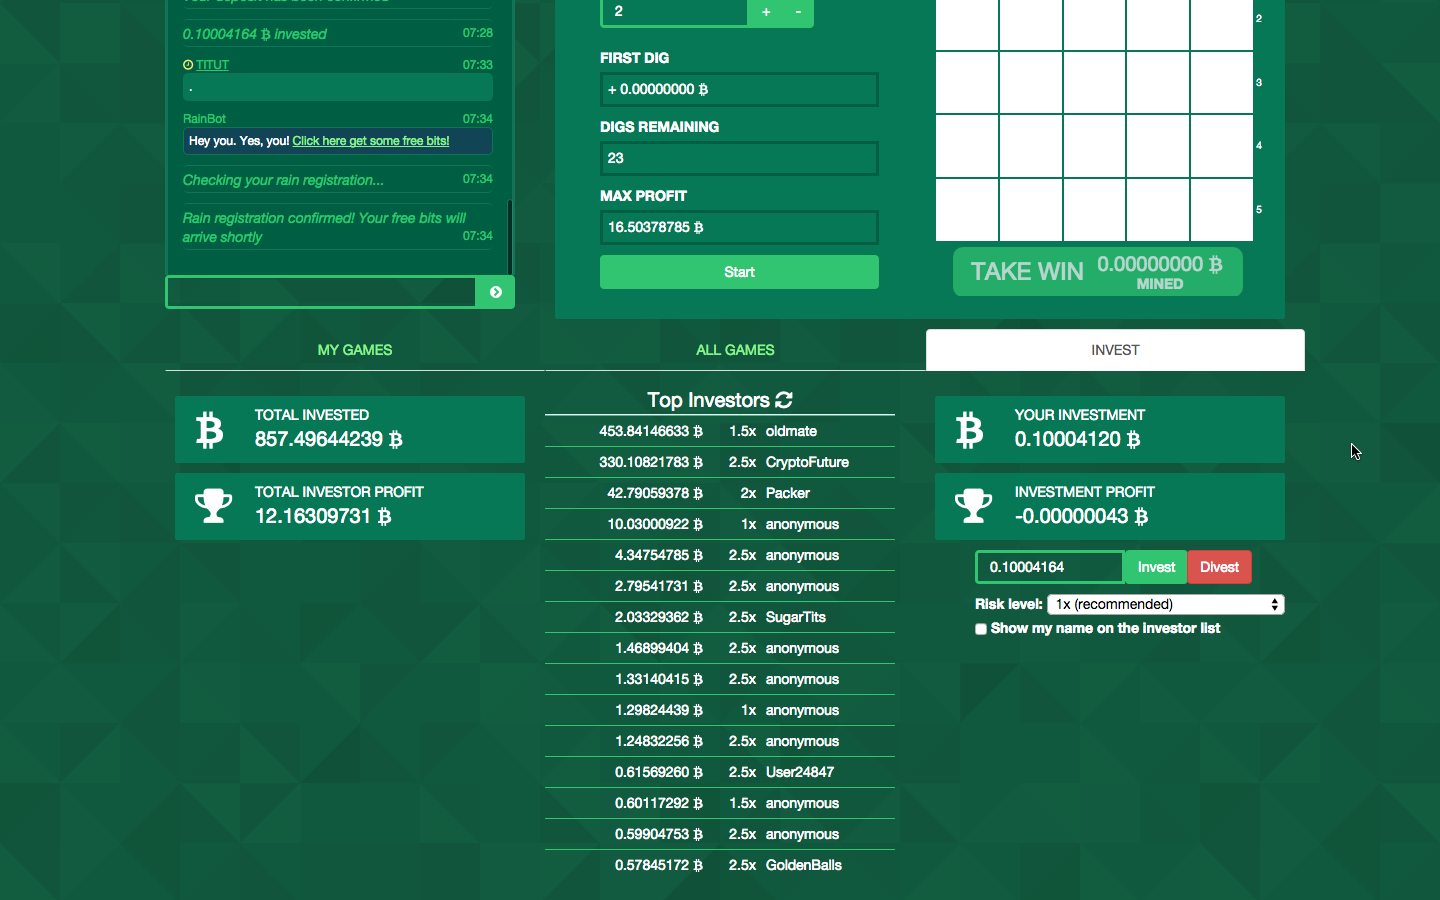 Your deposit has been confirmed
0.10004164 ₿ invested 07:28
TITUT 07:33
.
RainBot 07:34
Hey you. Yes, you! Click here get some free bits!
Checking your rain registration... 07:34
Rain registration confirmed! Your free bits will
arrive shortly 07:34
2 + -
FIRST DIG
+ 0.00000000 ₿
DIGS REMAINING
23
MAX PROFIT
16.50378785 ₿
Start
2
3
4
5
TAKE WIN 0.00000000 ₿
MINED
MY GAMES
ALL GAMES
INVEST
TOTAL INVESTED
857.49644239 ₿
TOTAL INVESTOR PROFIT
12.16309731 ₿
Top Investors
453.84146633 ₿ 1.5x oldmate
330.10821783 ₿ 2.5x CryptoFuture
42.79059378 ₿ 2x Packer
10.03000922 ₿ 1x anonymous
4.34754785 ₿ 2.5x anonymous
2.79541731 ₿ 2.5x anonymous
2.03329362 ₿ 2.5x SugarTits
1.46899404 ₿ 2.5x anonymous
1.33140415 ₿ 2.5x anonymous
1.29824439 ₿ 1x anonymous
1.24832256 ₿ 2.5x anonymous
0.61569260 ₿ 2.5x User24847
0.60117292 ₿ 1.5x anonymous
0.59904753 ₿ 2.5x anonymous
0.57845172 ₿ 2.5x GoldenBalls
YOUR INVESTMENT
0.10004120 ₿
INVESTMENT PROFIT
-0.00000043 ₿
0.10004164 Invest Divest
Risk level: 1x (recommended)
Show my name on the investor list